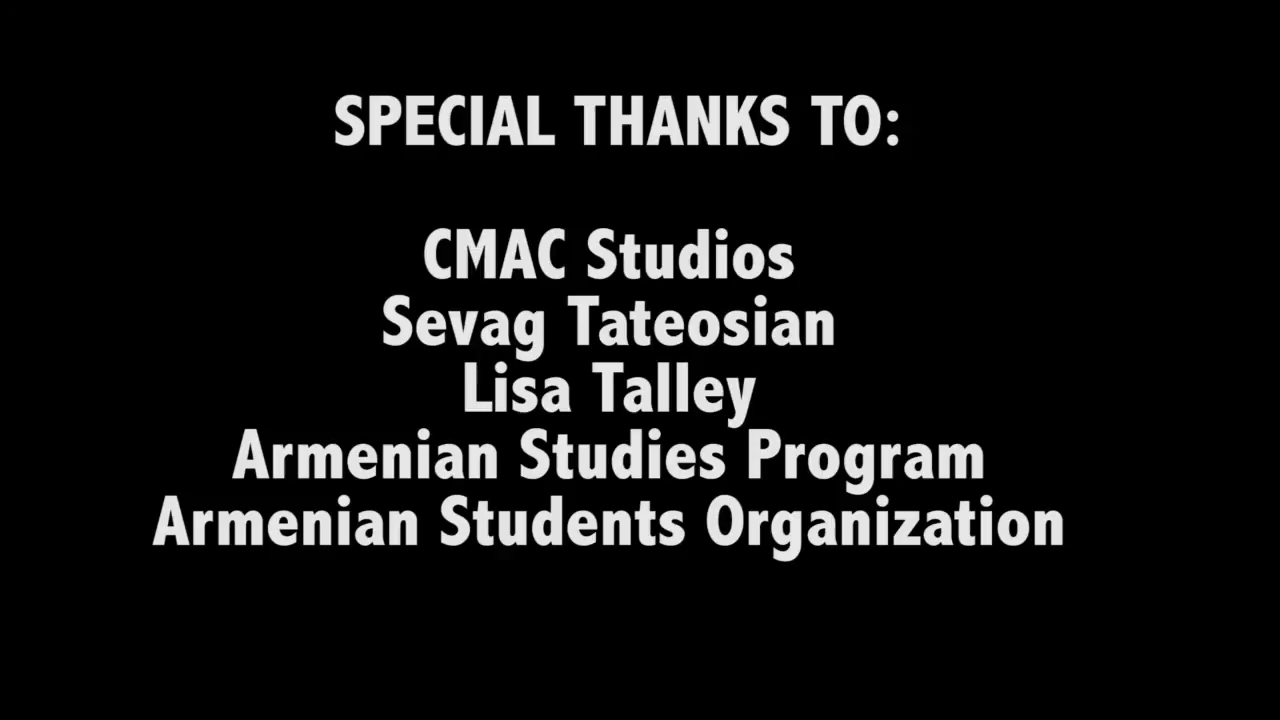 SPECIAL THANKS TO:
CMAC Studios
Sevag Tateosian
Lisa Talley
Armenian Studies Program
Armenian Students Organization